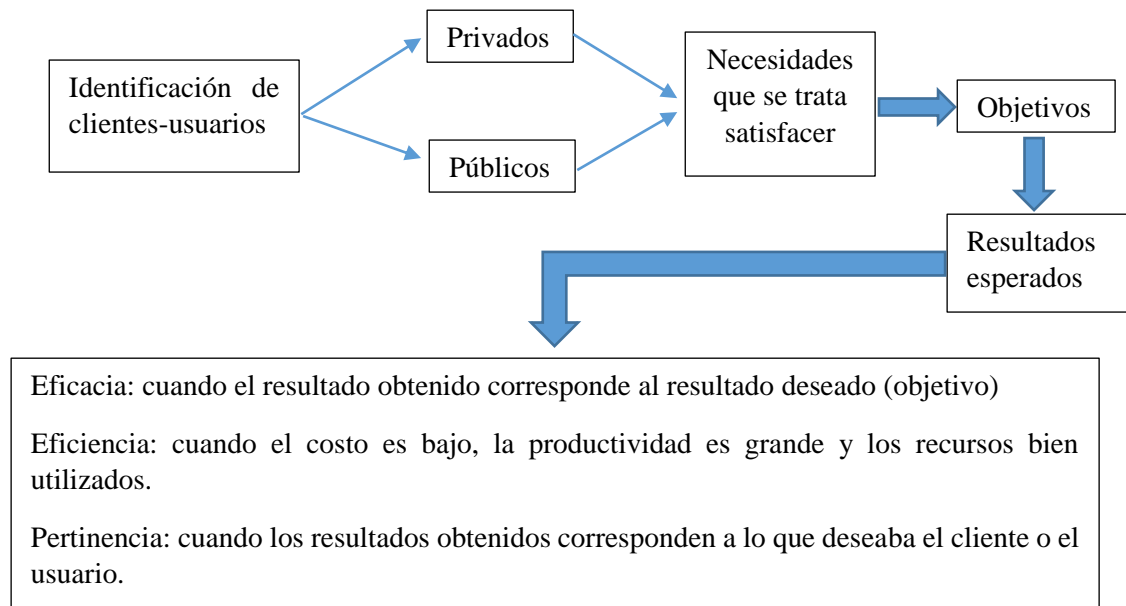 Identificación de
clientes-usuarios
Privados
Públicos
Necesidades
que se trata
satisfacer
Objetivos
Resultados
esperados
Eficacia: cuando el resultado obtenido corresponde al resultado deseado (objetivo)
Eficiencia: cuando el costo es bajo, la productividad es grande y los recursos bien
utilizados.
Pertinencia: cuando los resultados obtenidos corresponden a lo que deseaba el cliente o el
usuario.